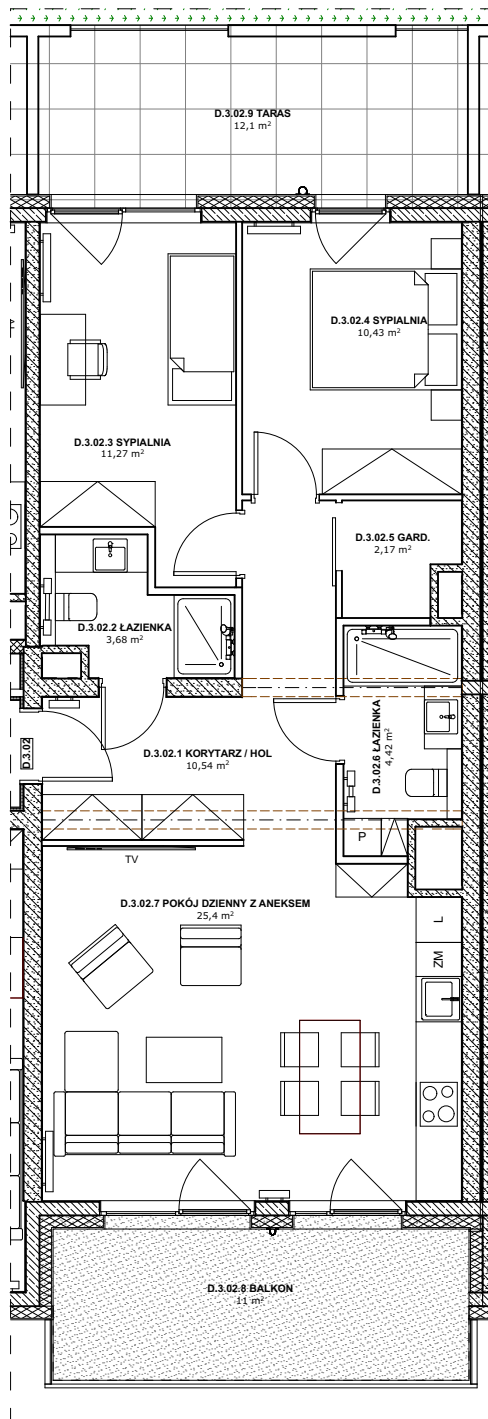 D.3.02.9 TARAS
12,1 m²
D.3.02.4 SYPIALNIA
10,43 m²
D.3.02.3 SYPIALNIA
11,27 m²
D.3.02.5 GARD.
2,17 m²
D.3.02.2 ŁAZIENKA
3,68 m²
D.3.02.6 ŁAZIENKA
4,42 m²
D.3.02
D.3.02.1 KORYTARZ / HOL
10,54 m²
P
TV
D.3.02.7 POKÓJ DZIENNY Z ANEKSEM
25,4 m²
L
ZM
D.3.02.8 BALKON
11 m²